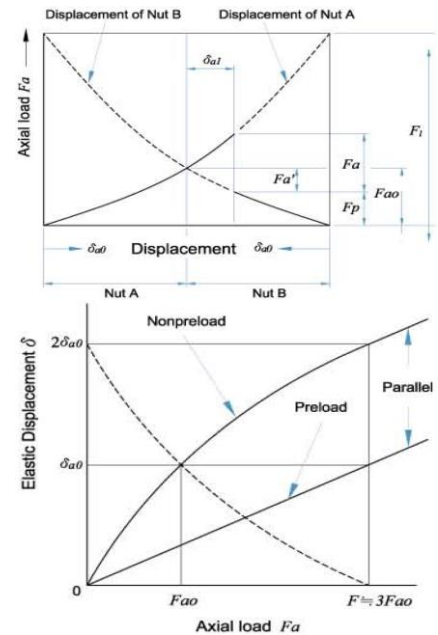 Displacement of Nut B
Displacement of Nut A
δa1
Axial load Fa
Fa
Fa'
Fao
Fp
Ft
δa0
Displacement
δa0
Nut A
Nut B
Nonpreload
2δa0
Parallel
Preload
Elastic Displacement δ
δa0
0
Fao
F≒3Fao
Axial load Fa